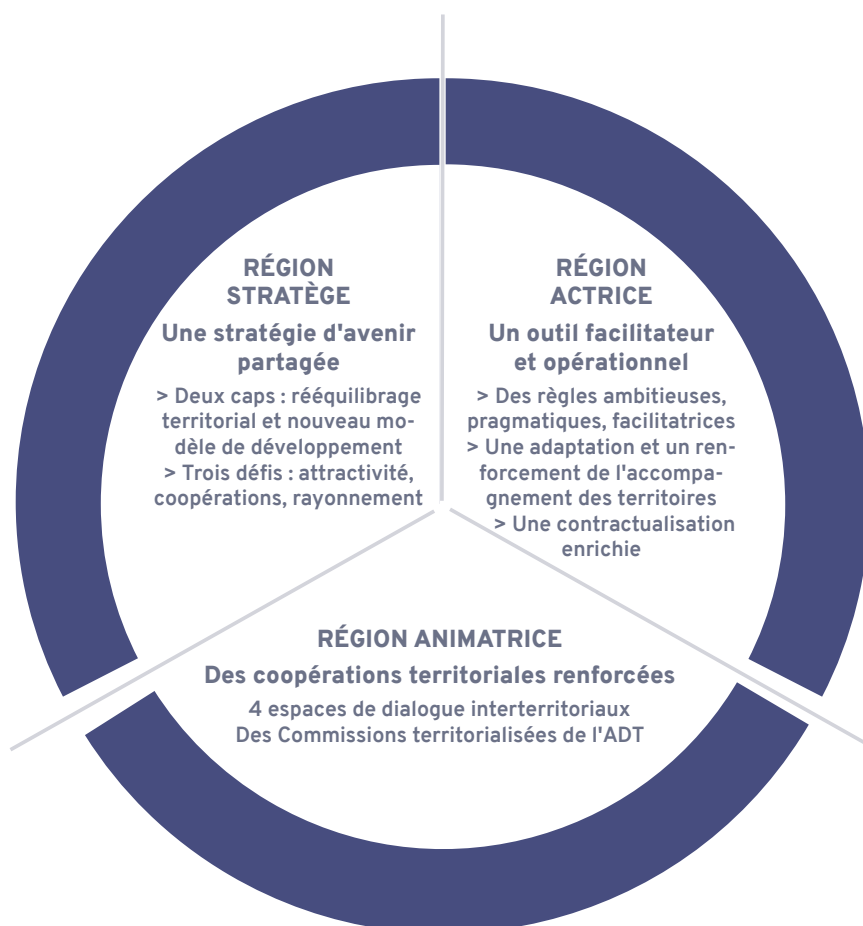 RÉGION
STRATÈGE
Une stratégie d'avenir
partagée
> Deux caps : rééquilibrage
territorial et nouveau mo-
dèle de développement
> Trois défis : attractivité,
coopérations, rayonnement
RÉGION
ACTRICE
Un outil facilitateur
et opérationnel
> Des règles ambitieuses,
pragmatiques, facilitatrices
> Une adaptation et un ren-
forcement de l'accompa-
gnement des territoires
> Une contractualisation
enrichie
RÉGION ANIMATRICE
Des coopérations territoriales renforcées
4 espaces de dialogue interterritoriaux
Des Commissions territorialisées de l'ADT